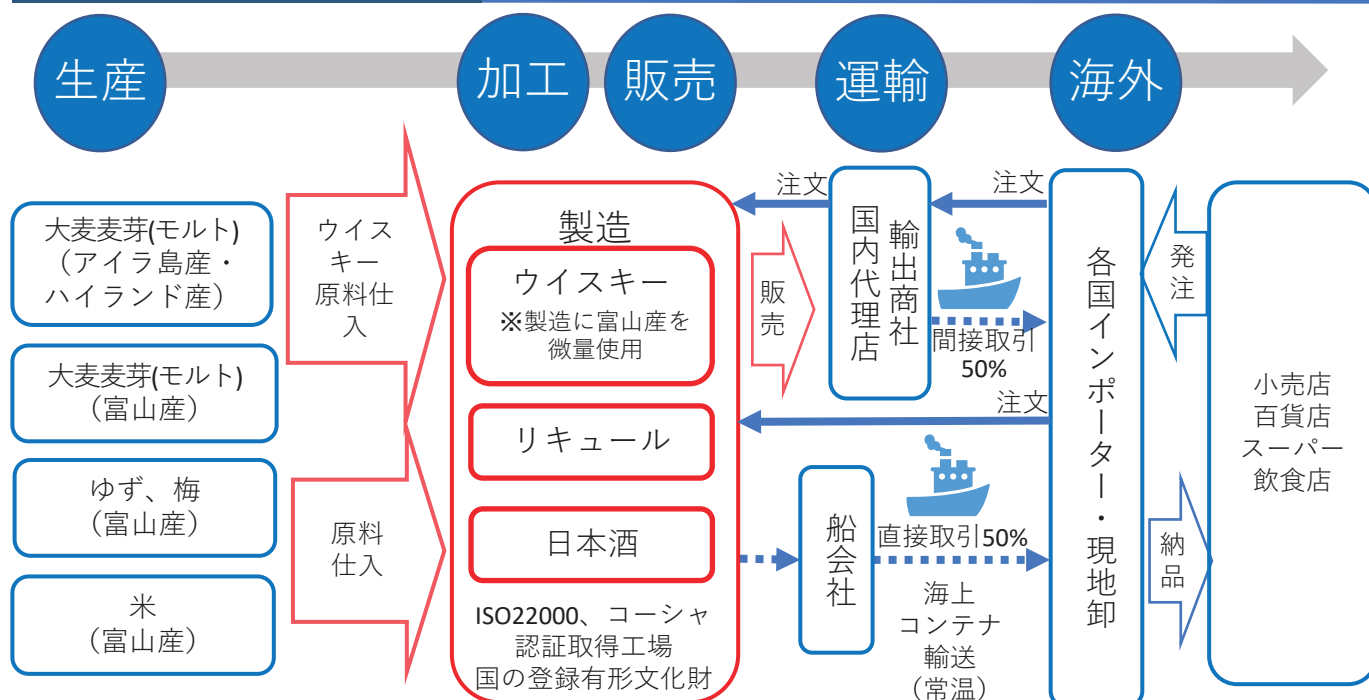 生産
加工
販売
運輸
海外
大麦麦芽(モルト)
（アイラ島産・
ハイランド産）
大麦麦芽(モルト)
（富山産）
ゆず、梅
（富山産）
米
（富山産）
ウイス
キー
原料仕
入
原料
仕入
製造
ウイスキー
※製造に富山産を
微量使用
リキュール
日本酒
ISO22000、コーシャ
認証取得工場
国の登録有形文化財
注文
販売
輸出商社
国内代理店
注文
間接取引
50%
注文
船会社
直接取引50%
海上
コンテナ
輸送
（常温）
各国インポーター・現地卸
発注
納品
小売店
百貨店
スーパー
飲食店